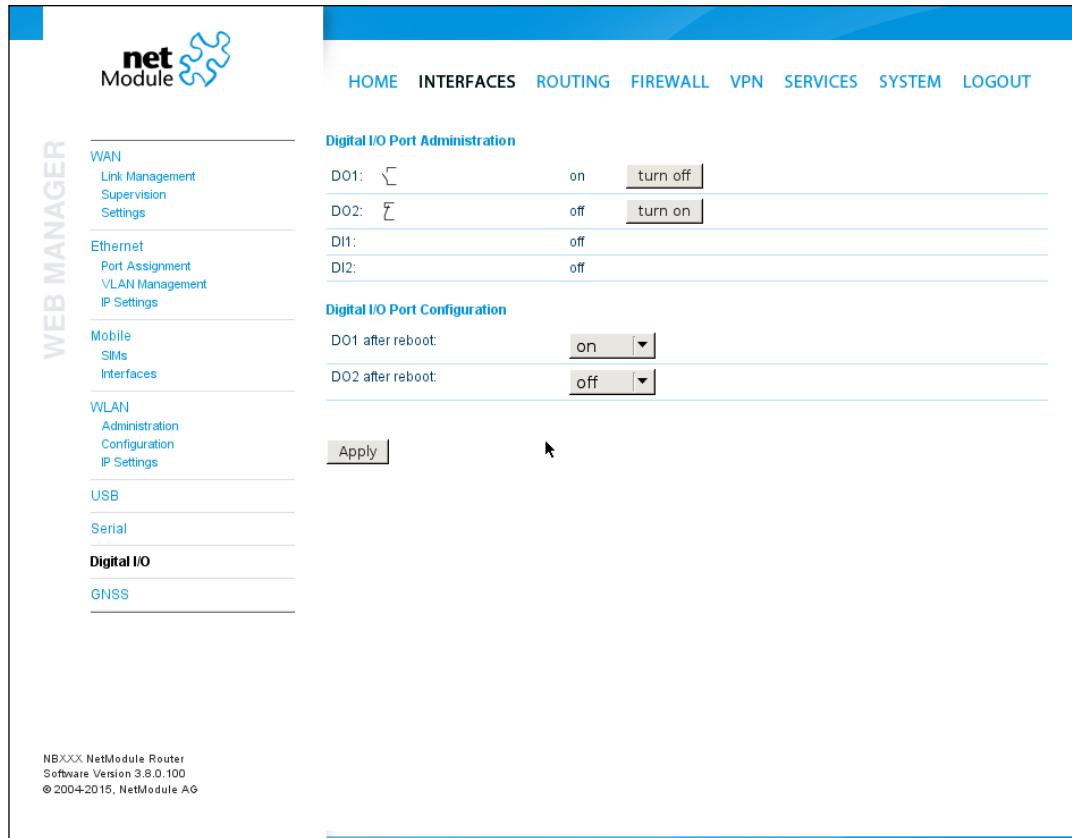 net
Module
HOME INTERFACES ROUTING FIREWALL VPN SERVICES SYSTEM LOGOUT
WEB MANAGER
WAN
Link Management
Supervision
Settings
Ethernet
Port Assignment
VLAN Management
IP Settings
Mobile
SIMs
Interfaces
WLAN
Administration
Configuration
IP Settings
USB
Serial
Digital I/O
GNSS
Digital I/O Port Administration
DO1: on turn off
DO2: off turn on
DI1: off
DI2: off
Digital I/O Port Configuration
DO1 after reboot: on
DO2 after reboot: off
Apply
NBXXX NetModule Router
Software Version 3.8.0.100
© 2004-2015, NetModule AG